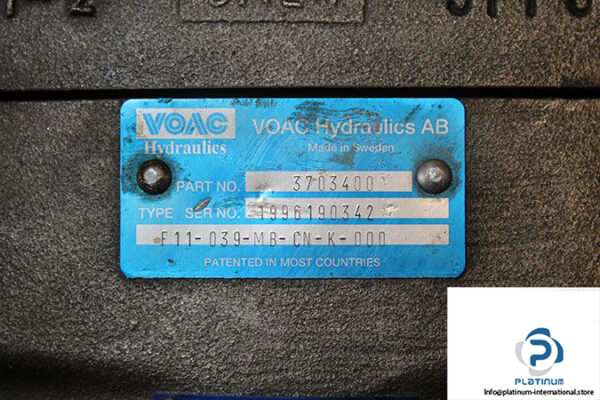 VOAC
Hydraulics
VOAC Hydraulics AB
Made in Sweden
PART NO. 3703400
TYPE SER NO. 1996190342
F11-039-MB-CN-K-000
PATENTED IN MOST COUNTRIES
PLATINUM
Info@platinum-international.store